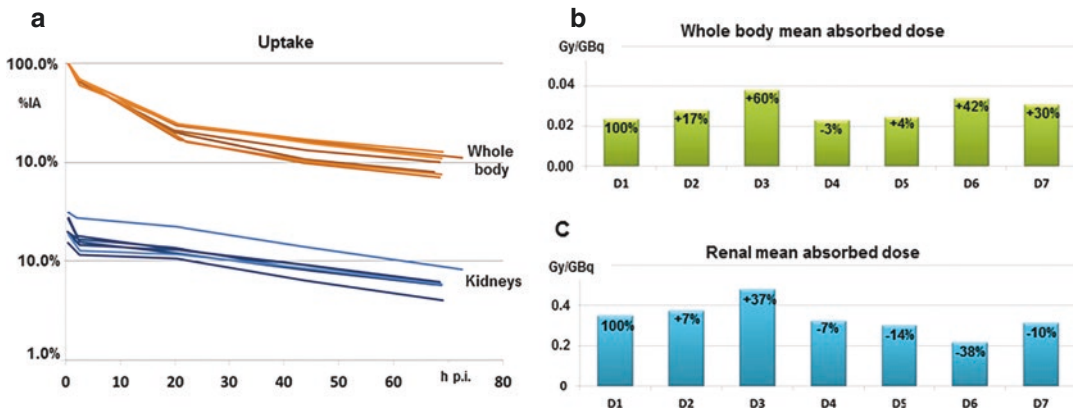 a
Uptake
100.0%
%IA
10.0%
10.0%
1.0%
Whole
body
Kidneys
0 10 20 30 40 50 60 70 80
h p.i.
b
Whole body mean absorbed dose
Gy/GBq
0.04
0.02
0.00
100% +17% +60% -3% +4% +42% +30%
D1 D2 D3 D4 D5 D6 D7
C
Renal mean absorbed dose
Gy/GBq
0.4
0.2
0
100% +7% +37% -7% -14% -38% -10%
D1 D2 D3 D4 D5 D6 D7